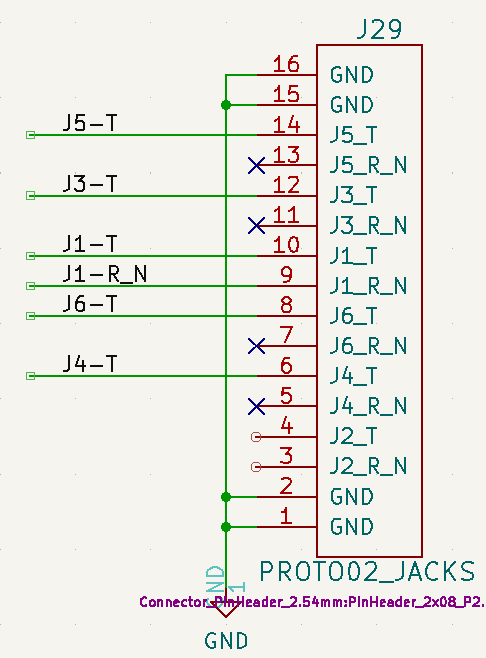 J29
16 GND
15 GND
J5-T 14 J5_T
13 J5_R_N
J3-T 12 J3_T
11 J3_R_N
J1-T 10 J1_T
J1-R_N 9 J1_R_N
J6-T 8 J6_T
7 J6_R_N
J4-T 6 J4_T
5 J4_R_N
4 J2_T
3 J2_R_N
2 GND
1 GND
PROTO02_JACKS
GND 1
Connector_PinHeader_2.54mm:PinHeader_2x08_P2.
GND